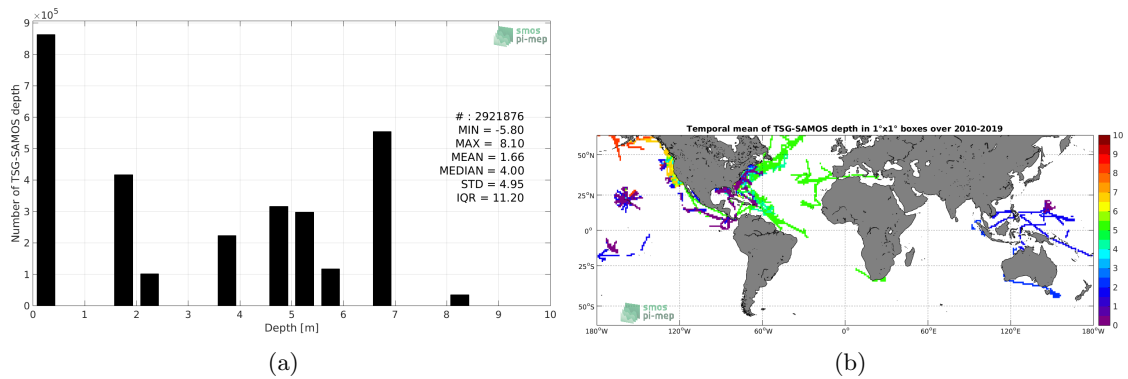 ×10⁵
9
8
7
6
5
4
3
2
1
0
Number of TSG-SAMOS depth
0 1 2 3 4 5 6 7 8 9 10
Depth [m]
smos
pi-mep
# : 2921876
MIN = -5.80
MAX = 8.10
MEAN = 1.66
MEDIAN = 4.00
STD = 4.95
IQR = 11.20
(a)
Temporal mean of TSG-SAMOS depth in 1°x1° boxes over 2010-2019
50°N
25°N
0°
25°S
50°S
180°W 120°W 60°W 0° 60°E 120°E 180°W
smos
pi-mep
10
9
8
7
6
5
4
3
2
1
0
(b)